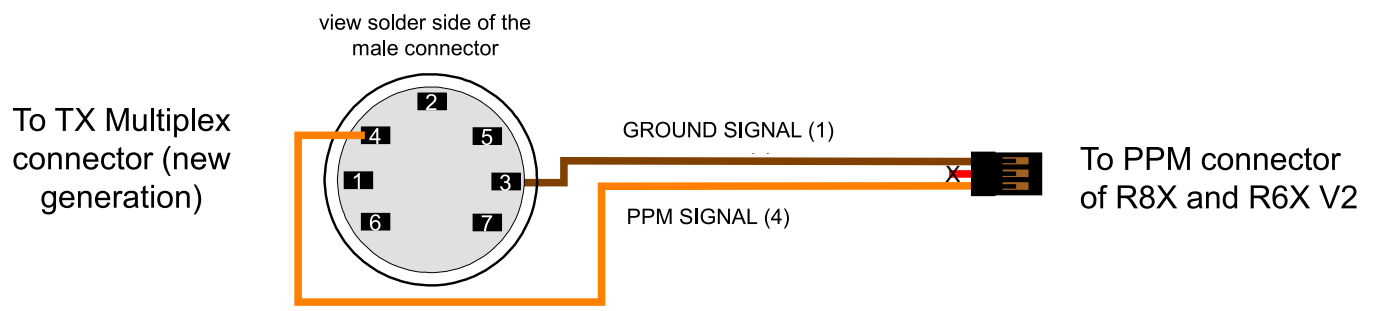 view solder side of the
male connector
To TX Multiplex
connector (new
generation)
2
4
5
1
3
6
7
GROUND SIGNAL (1)
X
PPM SIGNAL (4)
To PPM connector
of R8X and R6X V2